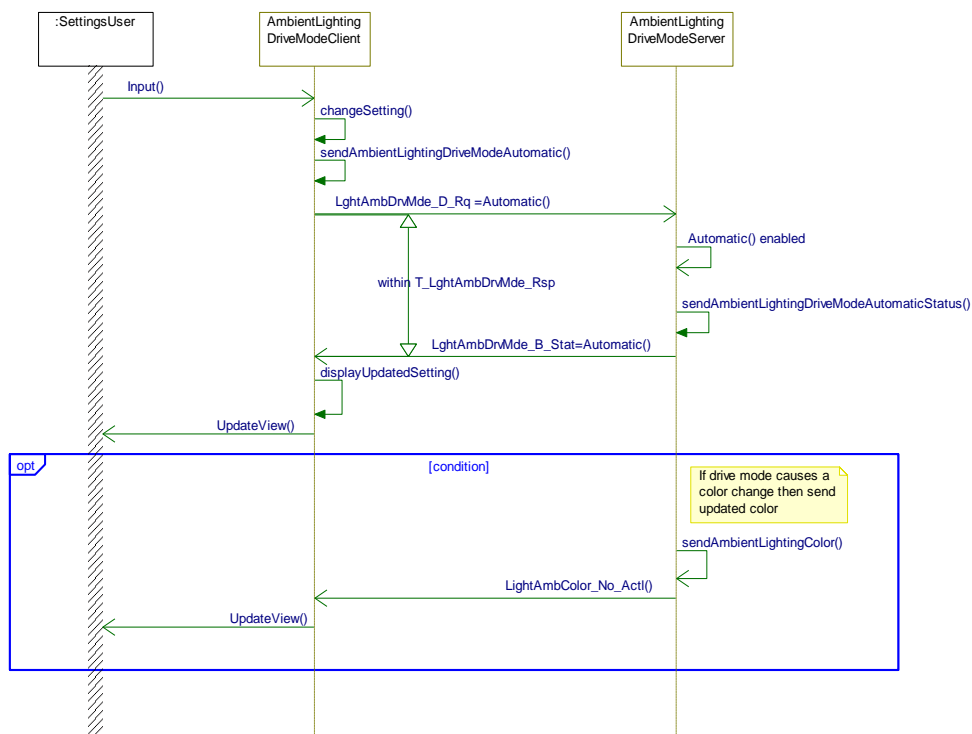 :SettingsUser
AmbientLighting
DriveModeClient
AmbientLighting
DriveModeServer
Input()
changeSetting()
sendAmbientLightingDriveModeAutomatic()
LghtAmbDrvMde_D_Rq =Automatic()
Automatic() enabled
within T_LghtAmbDrvMde_Rsp
sendAmbientLightingDriveModeAutomaticStatus()
LghtAmbDrvMde_B_Stat=Automatic()
displayUpdatedSetting()
UpdateView()
opt
[condition]
If drive mode causes a
color change then send
updated color
sendAmbientLightingColor()
LightAmbColor_No_Actl()
UpdateView()